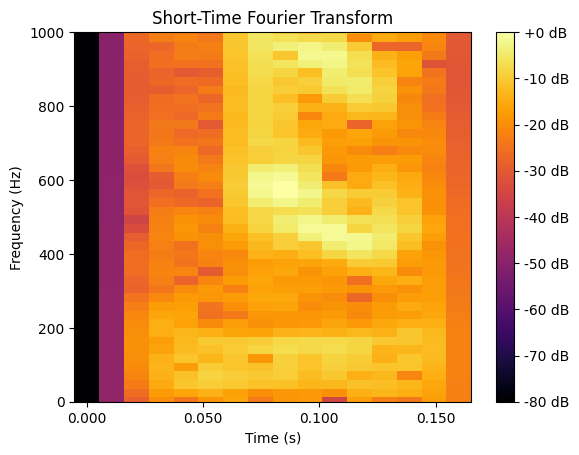 Short-Time Fourier Transform
Frequency (Hz)
1000
800
600
400
200
0
0.000
0.050
0.100
0.150
Time (s)
+0 dB
-10 dB
-20 dB
-30 dB
-40 dB
-50 dB
-60 dB
-70 dB
-80 dB